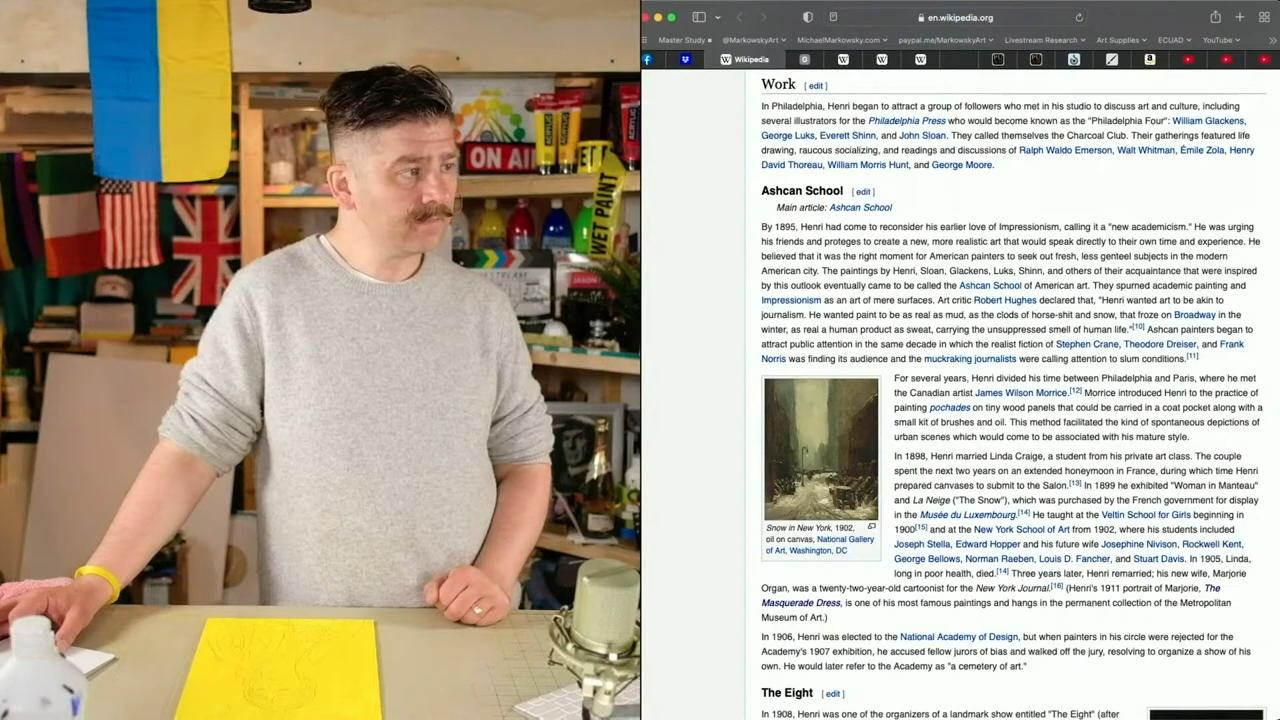 ON AIR
WET PAINT
ACRYLIC
en.wikipedia.org
Master Study
@MarkowskyArt
MichaelMarkowsky.com
paypal.me/MarkowskyArt
Livestream Research
Art Supplies
ECUAD
YouTube
Wikipedia
Work [ edit ]
In Philadelphia, Henri began to attract a group of followers who met in his studio to discuss art and culture, including
several illustrators for the Philadelphia Press who would become known as the "Philadelphia Four": William Glackens,
George Luks, Everett Shinn, and John Sloan. They called themselves the Charcoal Club. Their gatherings featured life
drawing, raucous socializing, and readings and discussions of Ralph Waldo Emerson, Walt Whitman, Émile Zola, Henry
David Thoreau, William Morris Hunt, and George Moore.
Ashcan School [ edit ]
Main article: Ashcan School
By 1895, Henri had come to reconsider his earlier love of Impressionism, calling it a "new academicism." He was urging
his friends and proteges to create a new, more realistic art that would speak directly to their own time and experience. He
believed that it was the right moment for American painters to seek out fresh, less genteel subjects in the modern
American city. The paintings by Henri, Sloan, Glackens, Luks, Shinn, and others of their acquaintance that were inspired
by this outlook eventually came to be called the Ashcan School of American art. They spurned academic painting and
Impressionism as an art of mere surfaces. Art critic Robert Hughes declared that, "Henri wanted art to be akin to
journalism. He wanted paint to be as real as mud, as the clods of horse-shit and snow, that froze on Broadway in the
winter, as real a human product as sweat, carrying the unsuppressed smell of human life."[10] Ashcan painters began to
attract public attention in the same decade in which the realist fiction of Stephen Crane, Theodore Dreiser, and Frank
Norris was finding its audience and the muckraking journalists were calling attention to slum conditions.[11]
For several years, Henri divided his time between Philadelphia and Paris, where he met
the Canadian artist James Wilson Morrice.[12] Morrice introduced Henri to the practice of
painting pochades on tiny wood panels that could be carried in a coat pocket along with a
small kit of brushes and oil. This method facilitated the kind of spontaneous depictions of
urban scenes which would come to be associated with his mature style.
In 1898, Henri married Linda Craige, a student from his private art class. The couple
spent the next two years on an extended honeymoon in France, during which time Henri
prepared canvases to submit to the Salon.[13] In 1899 he exhibited "Woman in Manteau"
and La Neige ("The Snow"), which was purchased by the French government for display
in the Musée du Luxembourg.[14] He taught at the Veltin School for Girls beginning in
1900[15] and at the New York School of Art from 1902, where his students included
Joseph Stella, Edward Hopper and his future wife Josephine Nivison, Rockwell Kent,
George Bellows, Norman Raeben, Louis D. Fancher, and Stuart Davis. In 1905, Linda,
long in poor health, died.[14] Three years later, Henri remarried; his new wife, Marjorie
Organ, was a twenty-two-year-old cartoonist for the New York Journal.[16] (Henri's 1911 portrait of Marjorie, The
Masquerade Dress, is one of his most famous paintings and hangs in the permanent collection of the Metropolitan
Museum of Art.)
Snow in New York, 1902,
oil on canvas, National Gallery
of Art, Washington, DC
In 1906, Henri was elected to the National Academy of Design, but when painters in his circle were rejected for the
Academy's 1907 exhibition, he accused fellow jurors of bias and walked off the jury, resolving to organize a show of his
own. He would later refer to the Academy as "a cemetery of art."
The Eight [ edit ]
In 1908, Henri was one of the organizers of a landmark show entitled "The Eight" (after